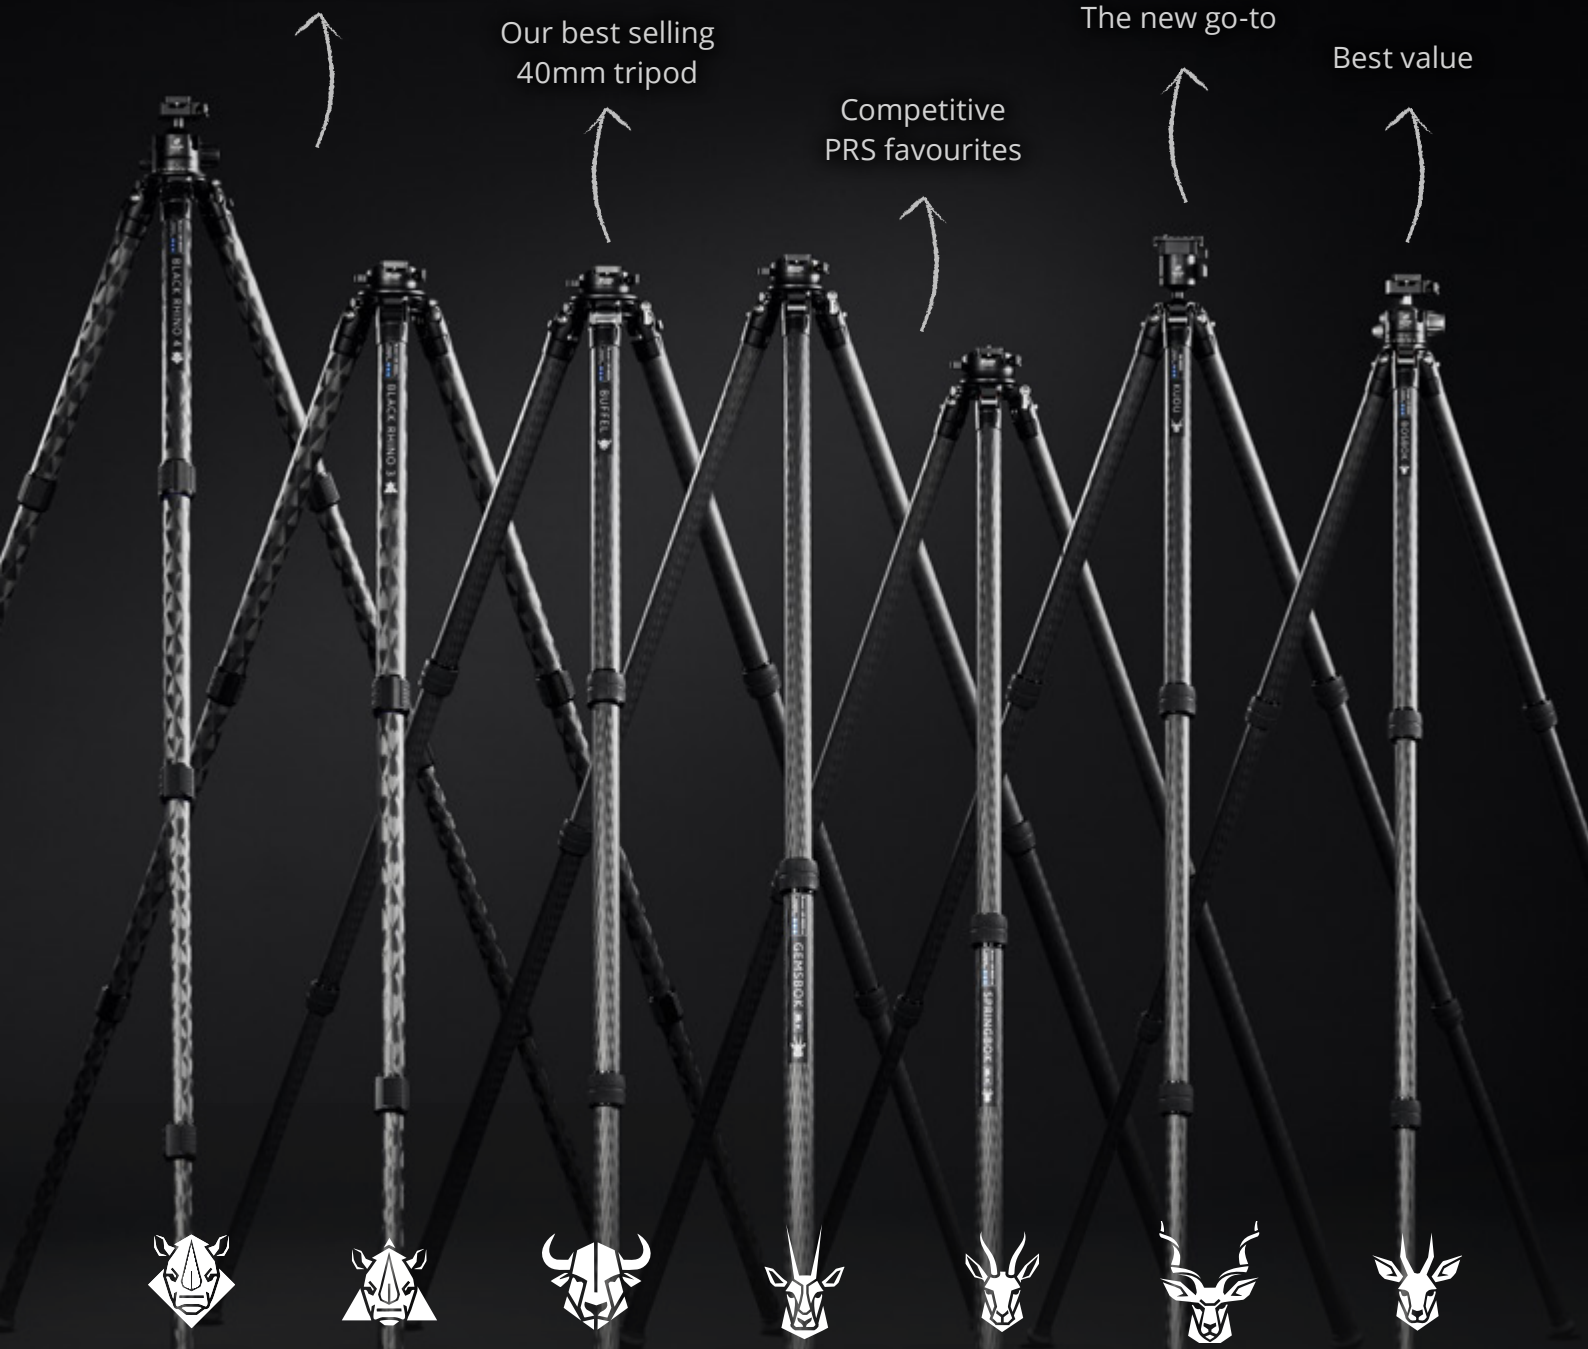 Our best selling
40mm tripod
Competitive
PRS favourites
The new go-to
Best value
BLACK RHINO 4
BLACK RHINO 3
BUFFEL
GEMSBOK
SPRINGBOK
KUDU
BOSBOK